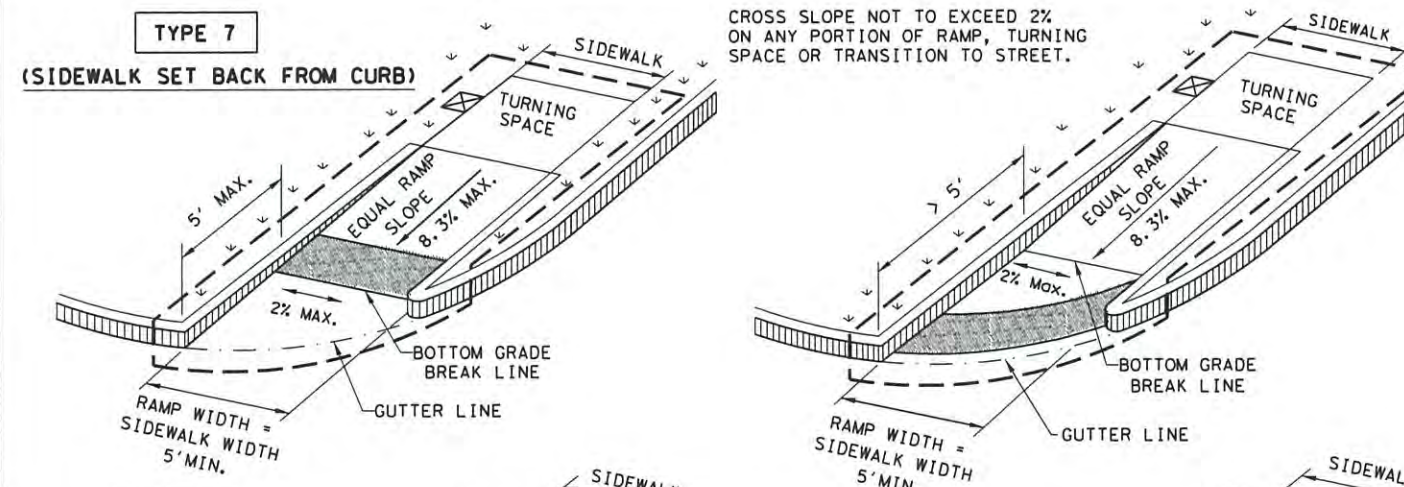 TYPE 7
(SIDEWALK SET BACK FROM CURB)
SIDEWALK
TURNING
SPACE
5' MAX.
EQUAL RAMP
SLOPE
8.3% MAX.
2% MAX.
BOTTOM GRADE
BREAK LINE
GUTTER LINE
RAMP WIDTH =
SIDEWALK WIDTH
5'MIN.
CROSS SLOPE NOT TO EXCEED 2%
ON ANY PORTION OF RAMP, TURNING
SPACE OR TRANSITION TO STREET.
SIDEWALK
TURNING
SPACE
> 5'
EQUAL RAMP
SLOPE
8.3% MAX.
2% Max.
BOTTOM GRADE
BREAK LINE
GUTTER LINE
RAMP WIDTH =
SIDEWALK WIDTH
5'MIN
SIDEWALK
SIDEWAL